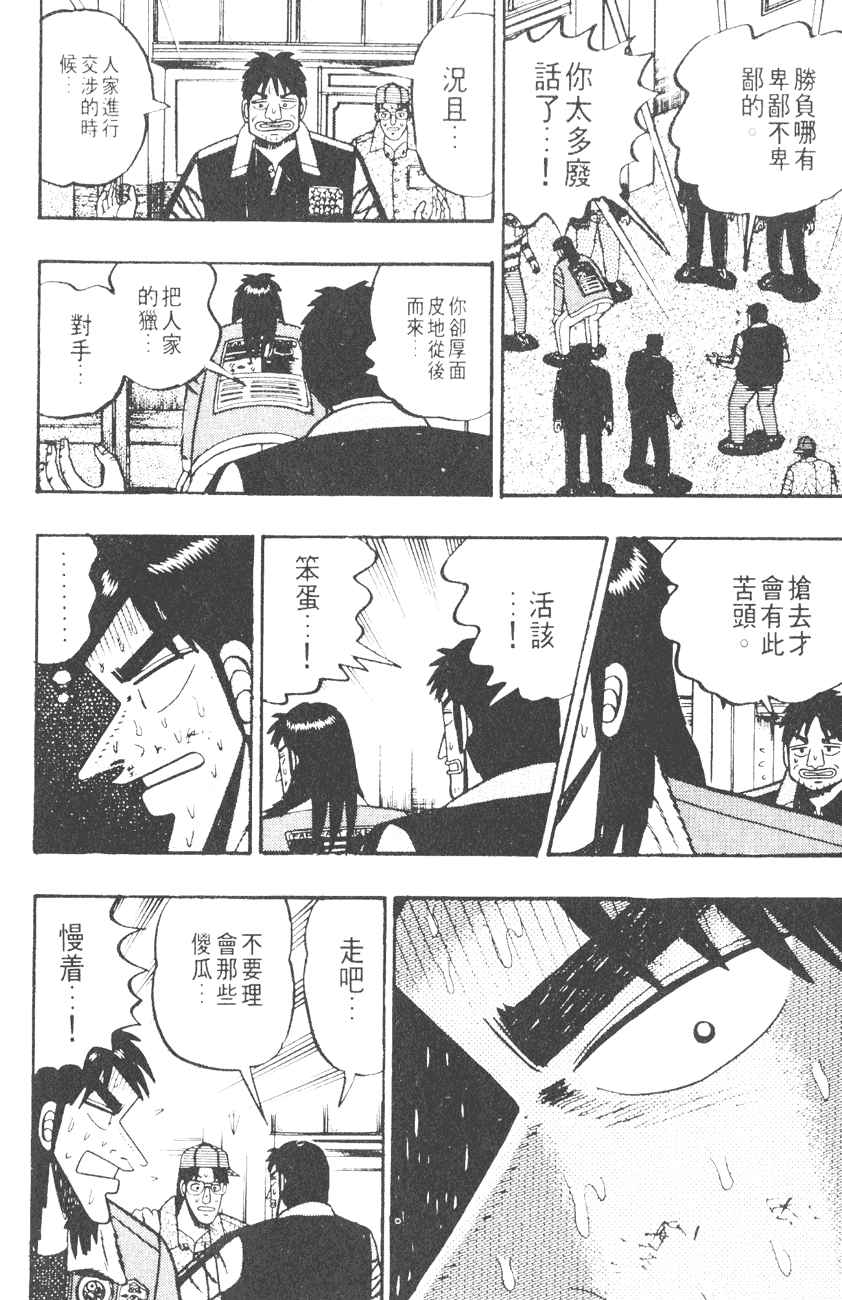 勝負哪有
卑鄙不卑
鄙的。
你太多廢
話了…!
況且…
人家進行
交涉的時
候…
你卻厚面
皮地從後
而來…
把人家
的獵…
對手…
搶去才
會有此
苦頭。
活該
…!
笨蛋…!
………
走吧…
不要理
會那些
傻瓜…
慢着…!